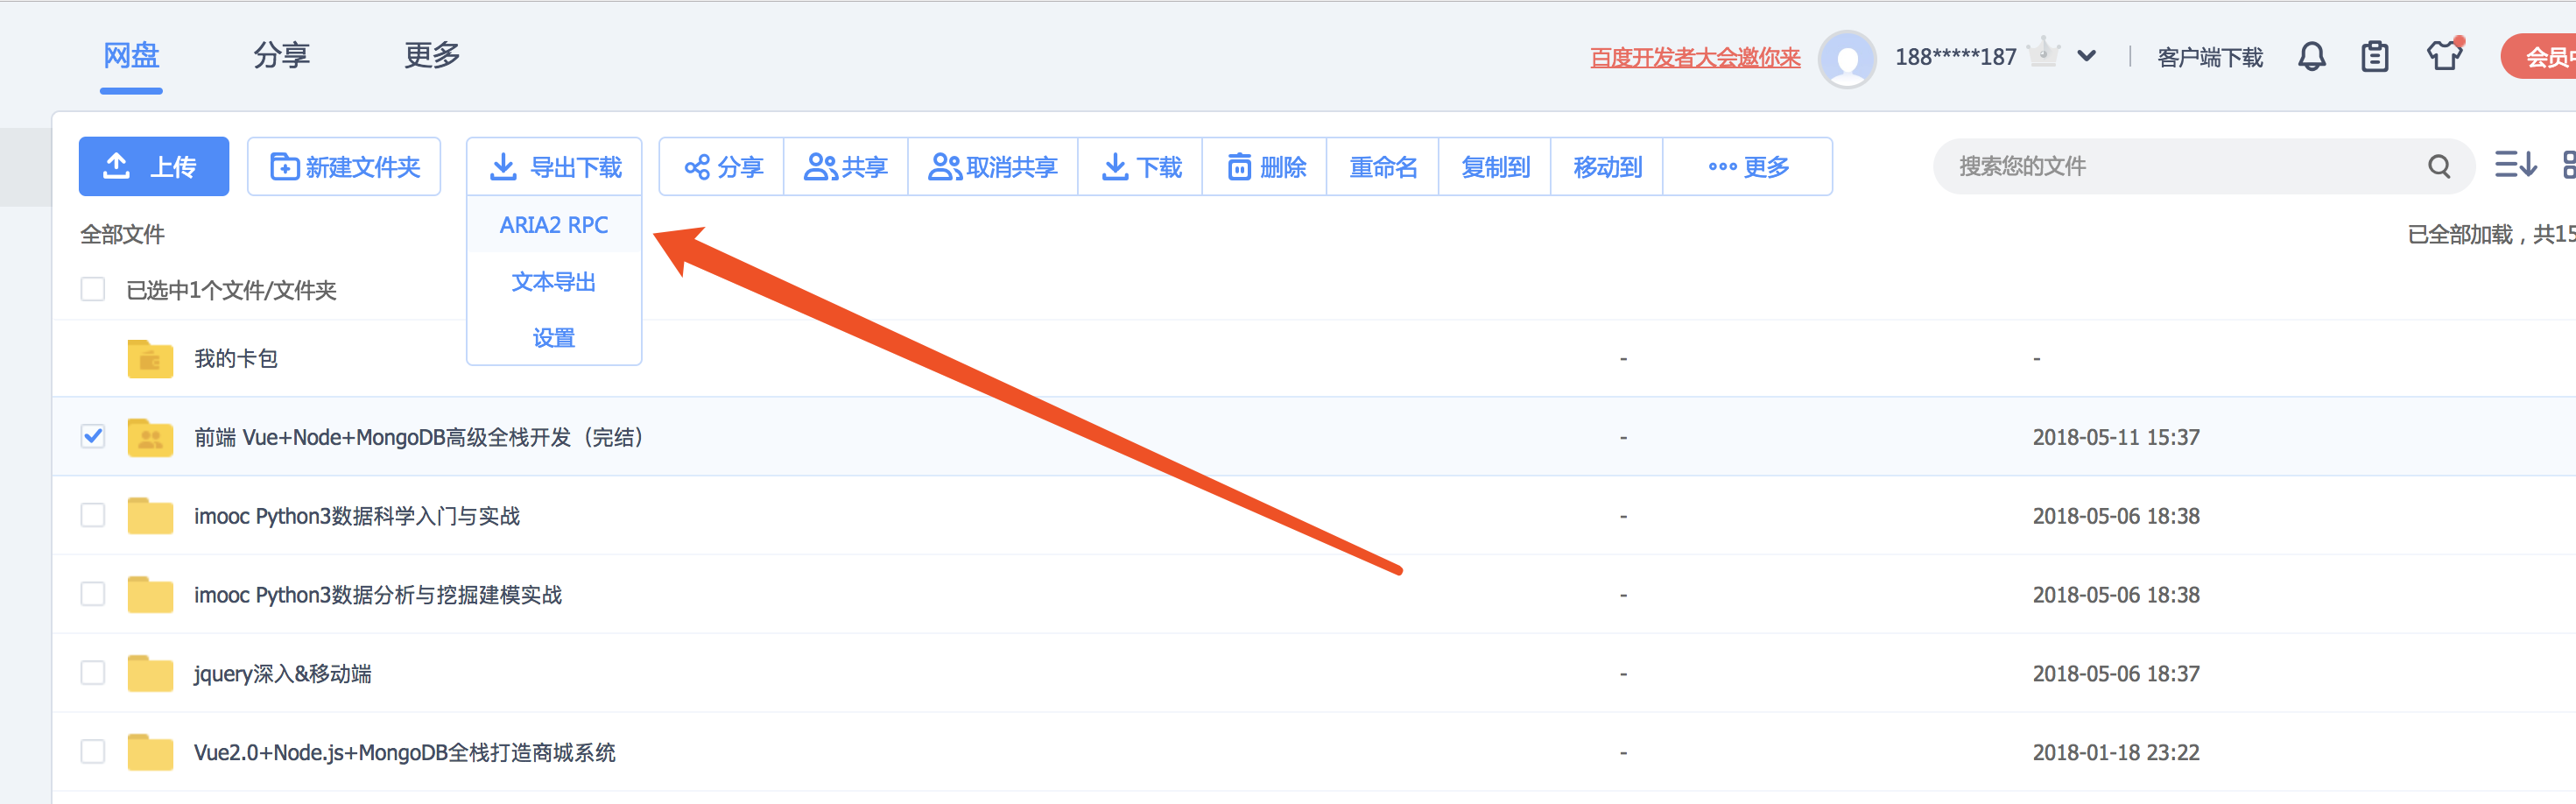 网盘 分享 更多 百度开发者大会邀你来 188*****187 客户端下载 会员中
上传 新建文件夹 导出下载 分享 共享 取消共享 下载 删除 重命名 复制到 移动到 更多 搜索您的文件
ARIA2 RPC
全部文件 已全部加载，共15
文本导出
已选中1个文件/文件夹
设置
我的卡包 - -
前端 Vue+Node+MongoDB高级全栈开发（完结） - 2018-05-11 15:37
imooc Python3数据科学入门与实战 - 2018-05-06 18:38
imooc Python3数据分析与挖掘建模实战 - 2018-05-06 18:38
jquery深入&移动端 - 2018-05-06 18:37
Vue2.0+Node.js+MongoDB全栈打造商城系统 - 2018-01-18 23:22